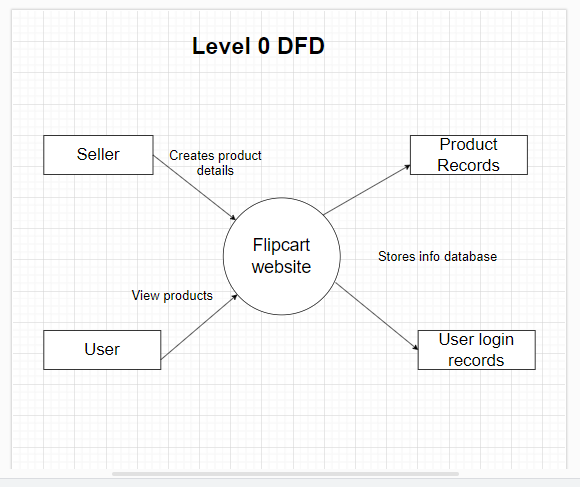 Level 0 DFD
Seller
Creates product
details
Product
Records
Flipcart
website
Stores info database
View products
User
User login
records